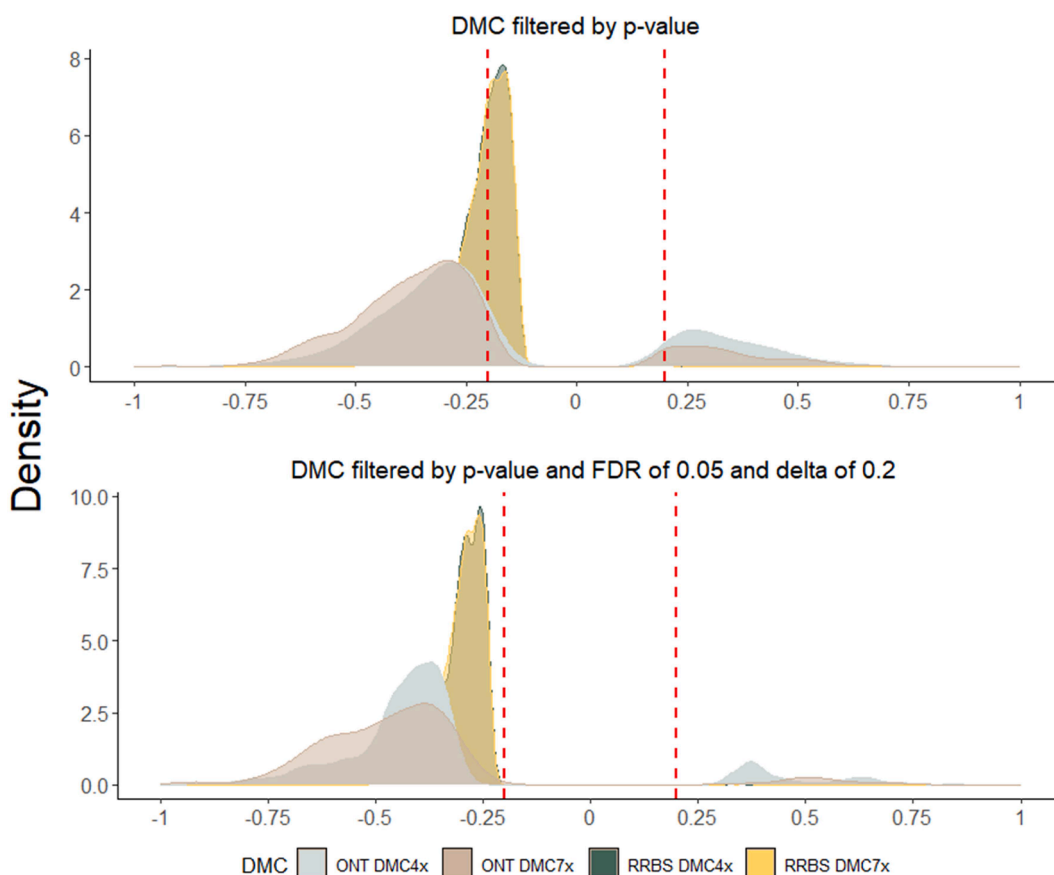 DMC filtered by p-value
8
6
4
2
0
-1 -0.75 -0.5 -0.25 0 0.25 0.5 0.75 1
Density
DMC filtered by p-value and FDR of 0.05 and delta of 0.2
10.0
7.5
5.0
2.5
0.0
-1 -0.75 -0.5 -0.25 0 0.25 0.5 0.75 1
DMC ONT DMC4x ONT DMC7x RRBS DMC4x RRBS DMC7x